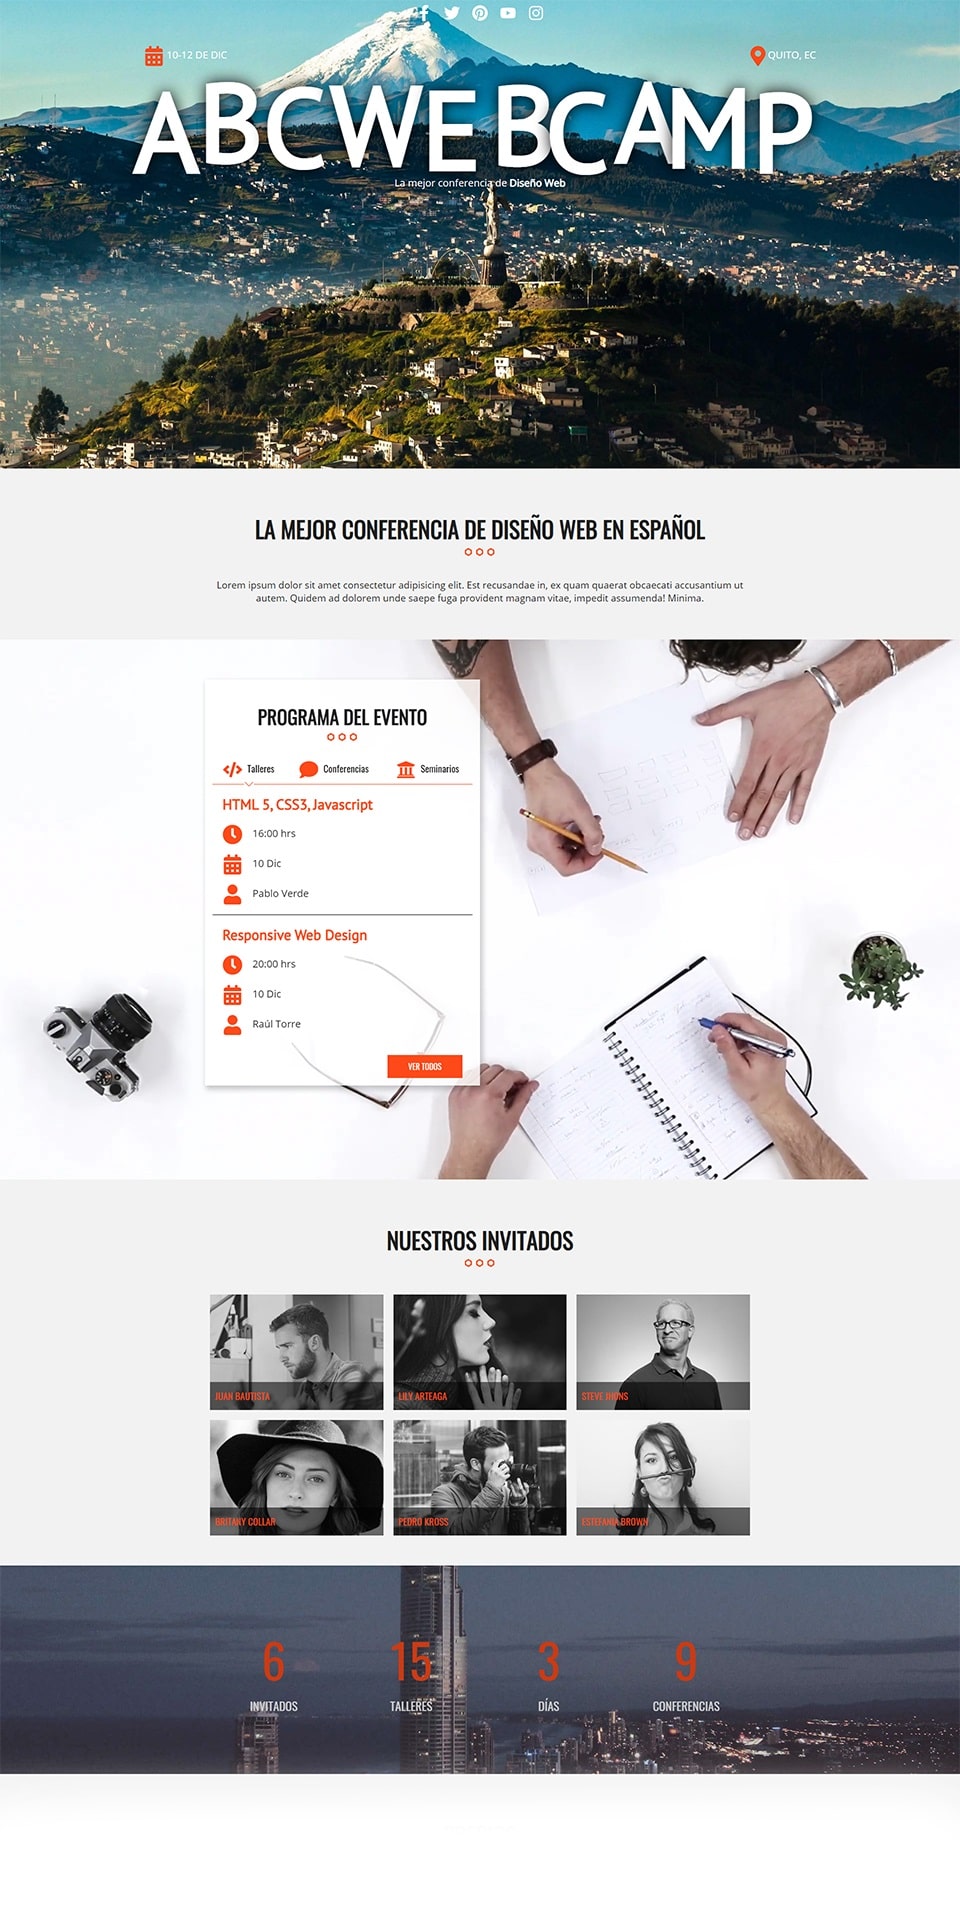 10-12 DE DIC
QUITO, EC
ABCWEBCAMP
La mejor conferencia de Diseño Web
LA MEJOR CONFERENCIA DE DISEÑO WEB EN ESPAÑOL
Lorem ipsum dolor sit amet consectetur adipisicing elit. Est recusandae in, ex quam quaerat obcaecati accusantium ut
autem. Quidem ad dolorem unde saepe fuga provident magnam vitae, impedit assumenda! Minima.
PROGRAMA DEL EVENTO
Talleres Conferencias Seminarios
HTML 5, CSS3, Javascript
16:00 hrs
10 Dic
Pablo Verde
Responsive Web Design
20:00 hrs
10 Dic
Raúl Torre
VER TODOS
NUESTROS INVITADOS
JUAN BAUTISTA
LILY ARTEAGA
STEVE JHONS
BRITANY COLLAR
PEDRO KROSS
ESTEFANIA BROWN
6 15 3 9
INVITADOS TALLERES DÍAS CONFERENCIAS